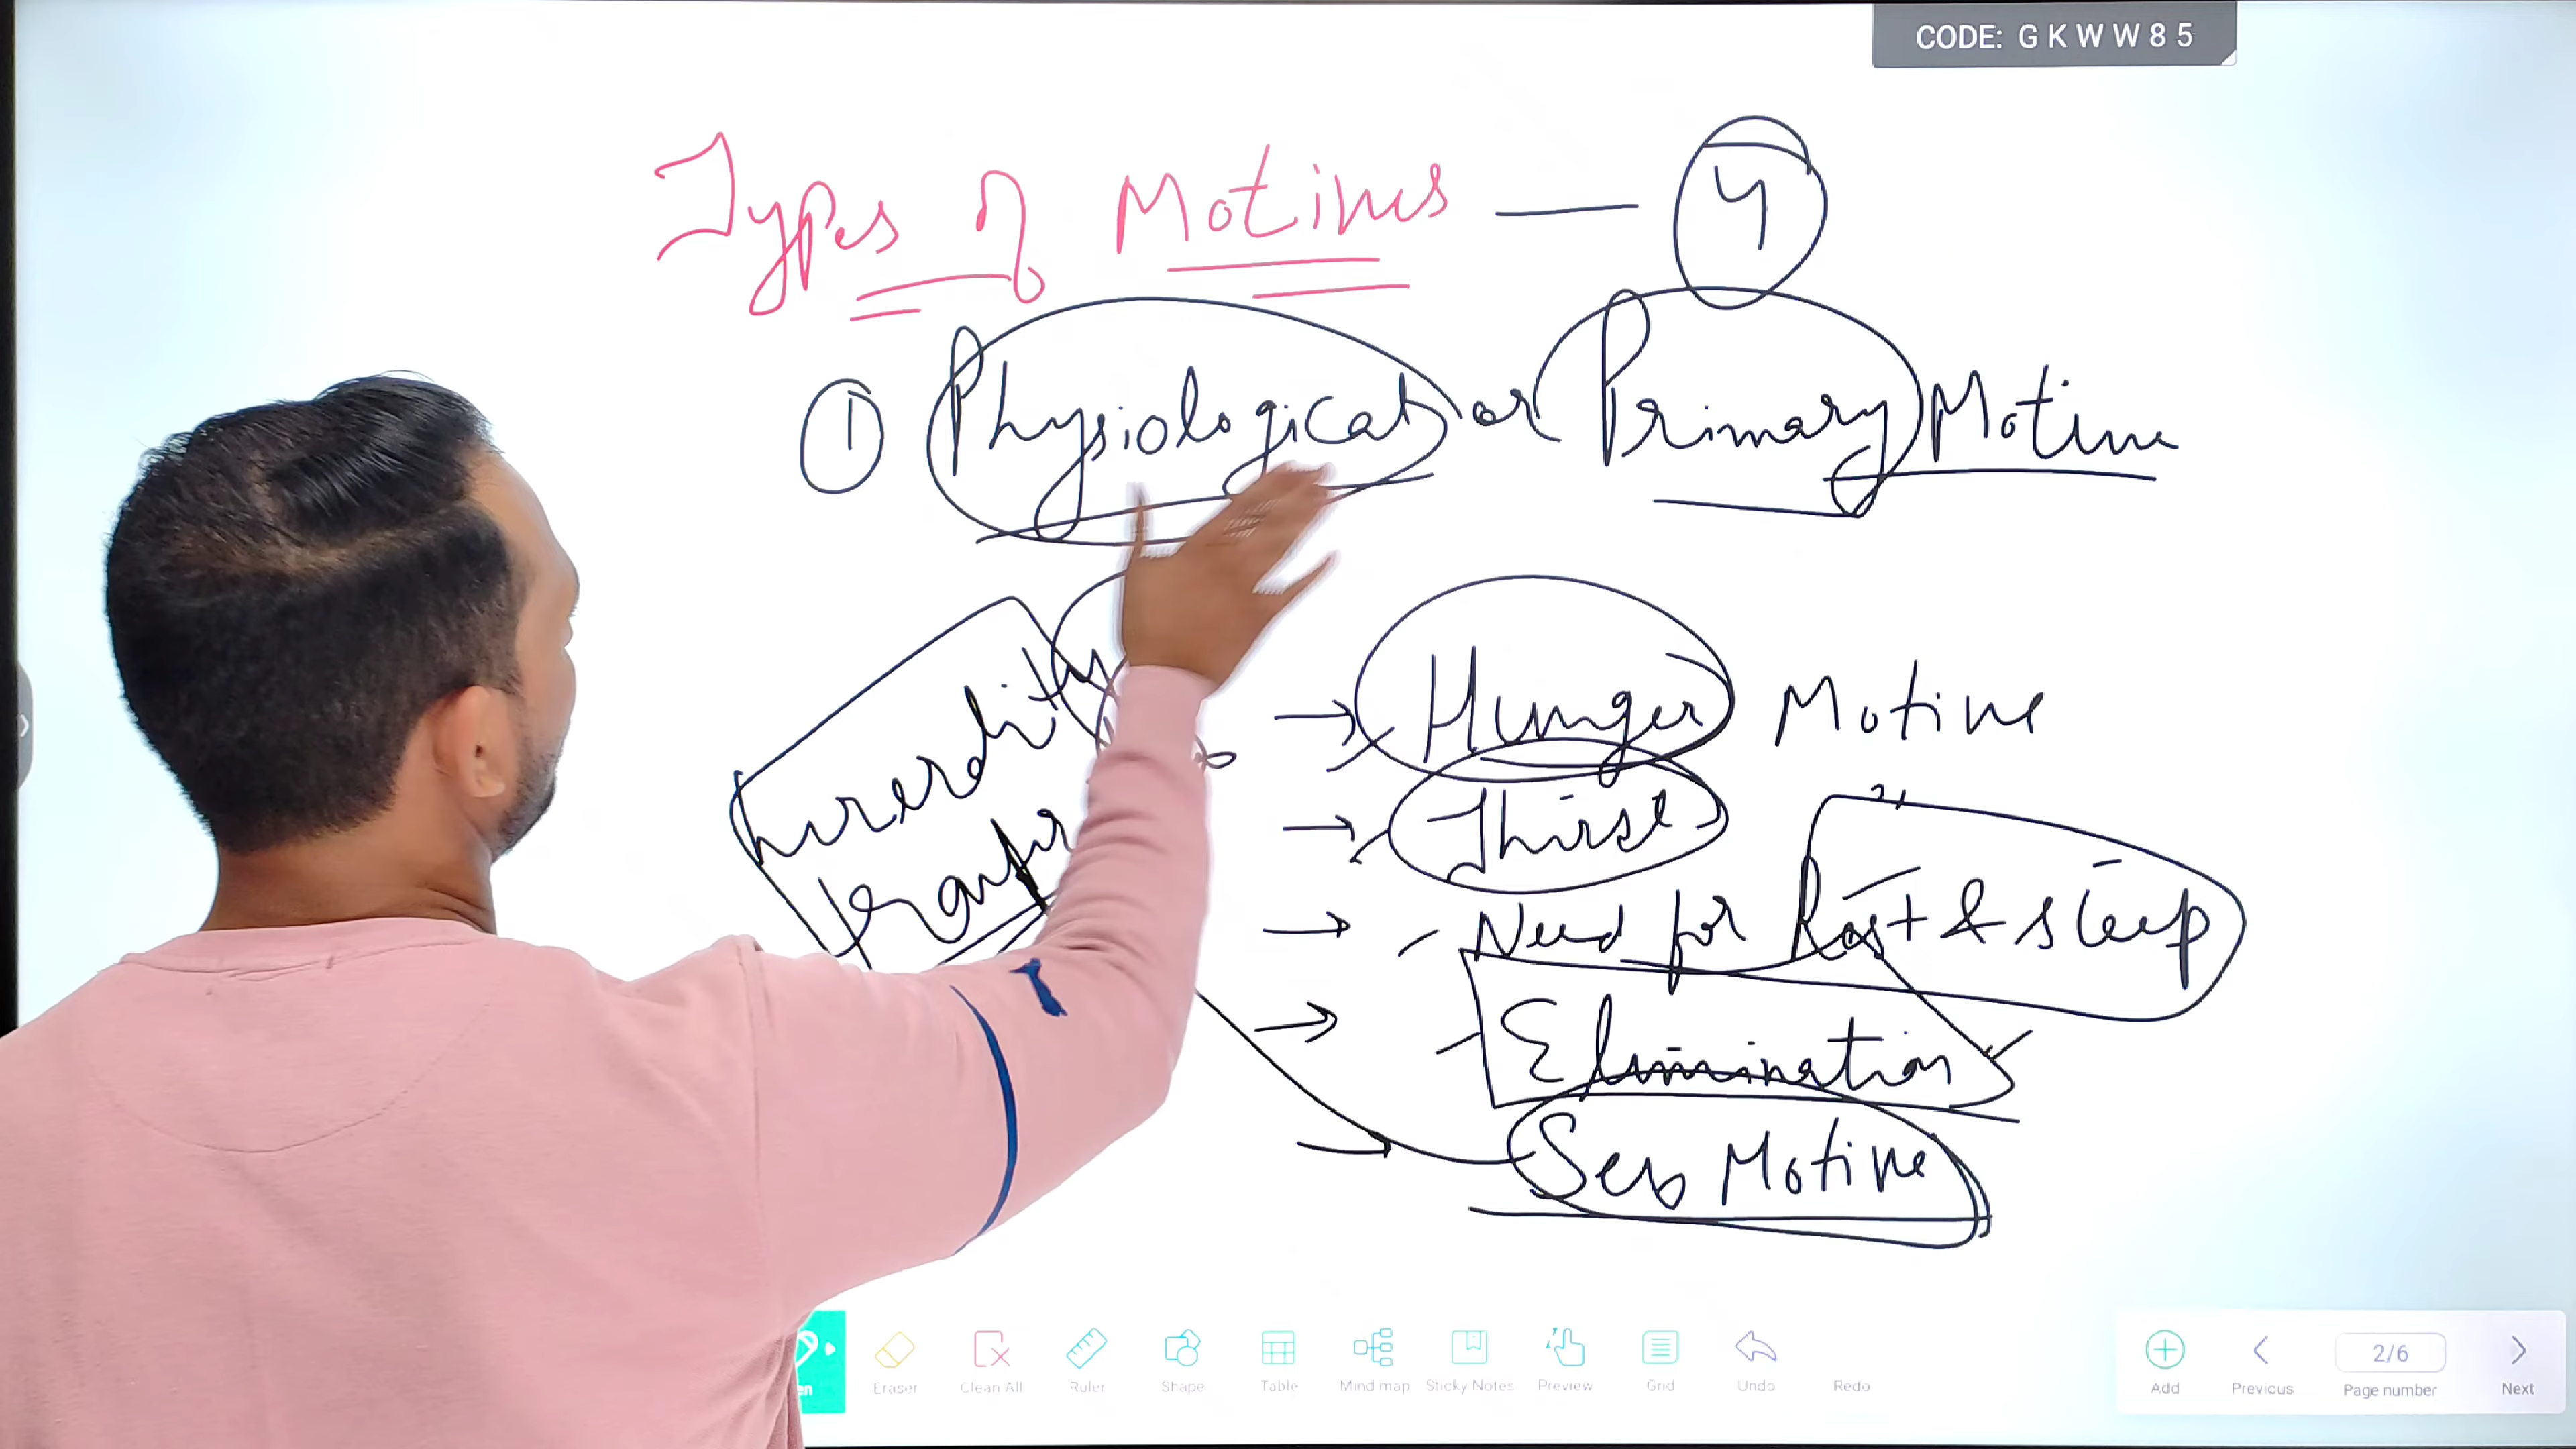 CODE: GKWW85
Types of Motives — 4
① Physiological or Primary Motive
→ Hunger Motive
→ Thirst
→ Need for Rest & sleep
→ Elimination
→ Sex Motive
Eraser Clean All Ruler Shape Table Mind map Sticky Notes Preview Grid Undo Redo
Add Previous 2/6 Page number Next